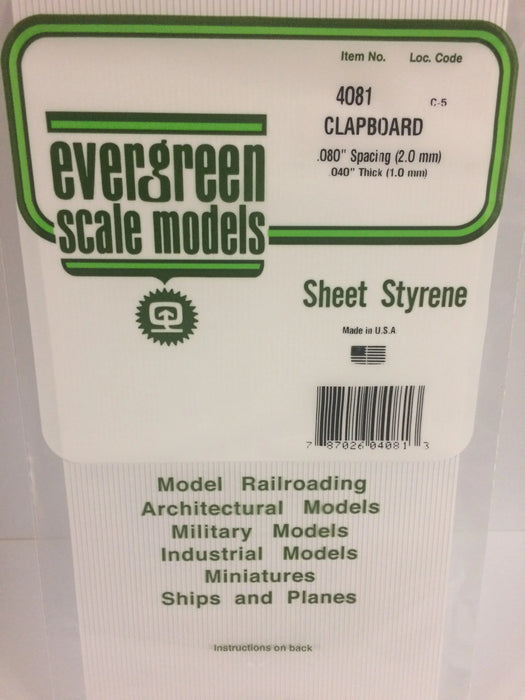 Item No. Loc. Code
4081 C-5
CLAPBOARD
.080" Spacing (2.0 mm)
.040" Thick (1.0 mm)
evergreen
scale models
Sheet Styrene
Made in U.S.A
7 87026 04081 3
Model Railroading
Architectural Models
Military Models
Industrial Models
Miniatures
Ships and Planes
Instructions on back